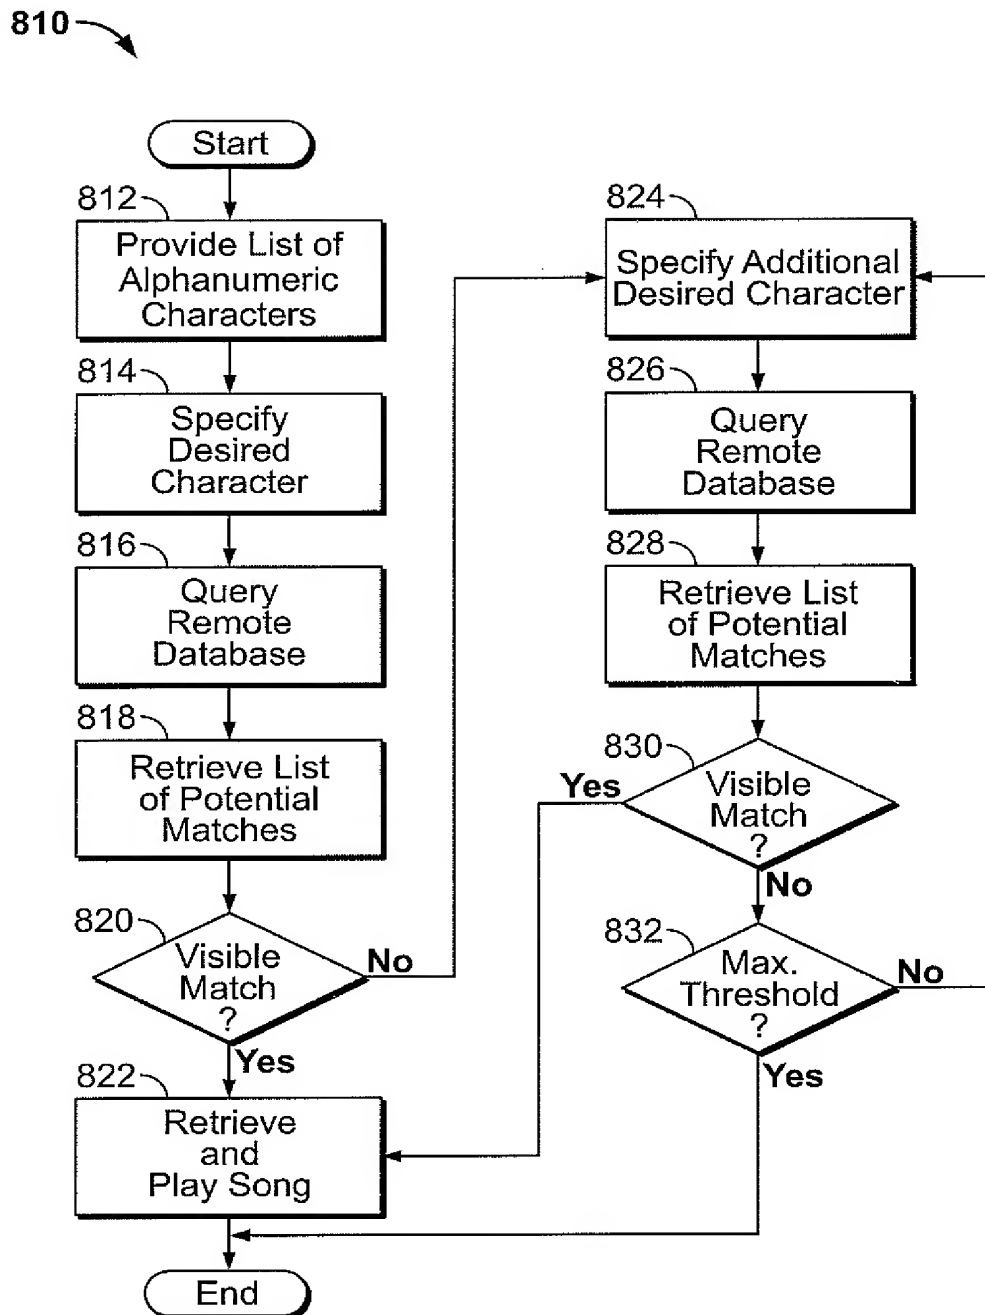 810
Start
812
Provide List of
Alphanumeric
Characters
814
Specify
Desired
Character
816
Query
Remote
Database
818
Retrieve List
of Potential
Matches
820
Visible
Match
?
No
Yes
822
Retrieve
and
Play Song
End
824
Specify Additional
Desired Character
826
Query
Remote
Database
828
Retrieve List
of Potential
Matches
830
Yes
Visible
Match
?
No
832
Max.
Threshold
?
No
Yes